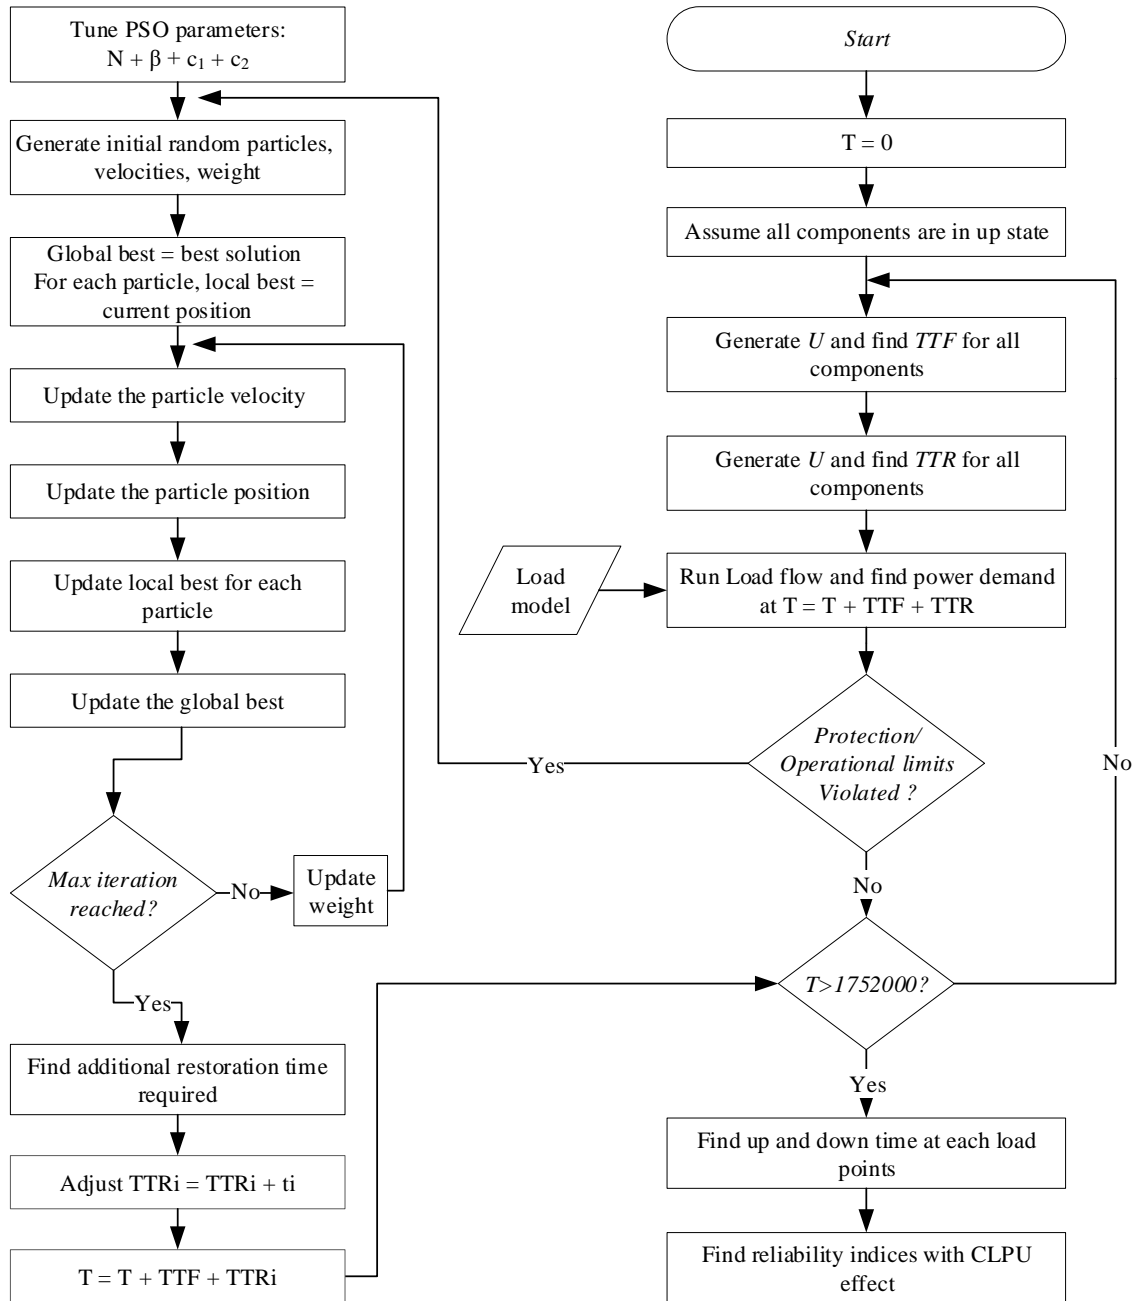 Tune PSO parameters:
N + β + c₁ + c₂
Generate initial random particles,
velocities, weight
Global best = best solution
For each particle, local best =
current position
Update the particle velocity
Update the particle position
Update local best for each
particle
Update the global best
Max iteration
reached?
No
Update
weight
Yes
Find additional restoration time
required
Adjust TTRi = TTRi + ti
T = T + TTF + TTRi
Start
T = 0
Assume all components are in up state
Generate U and find TTF for all
components
Generate U and find TTR for all
components
Load
model
Run Load flow and find power demand
at T = T + TTF + TTR
Protection/
Operational limits
Violated ?
Yes
No
No
T>1752000?
Yes
Find up and down time at each load
points
Find reliability indices with CLPU
effect